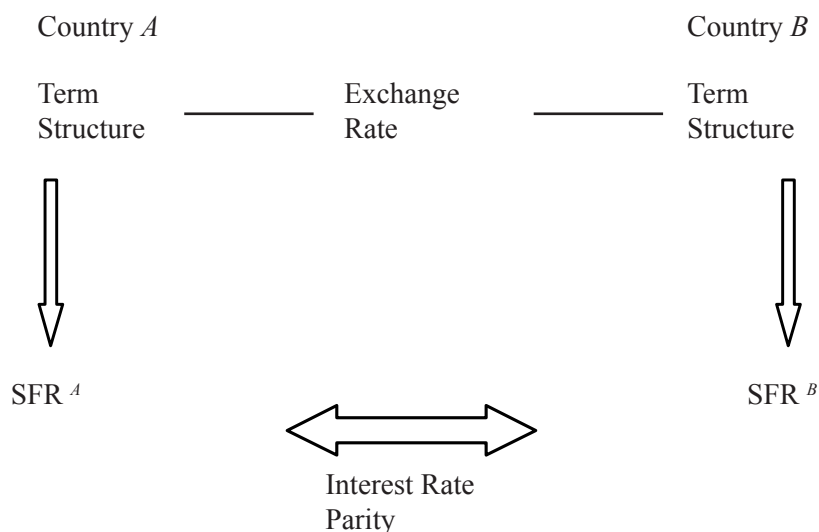 Country A
Country B
Term
Structure
Exchange
Rate
Term
Structure
SFR A
SFR B
Interest Rate
Parity